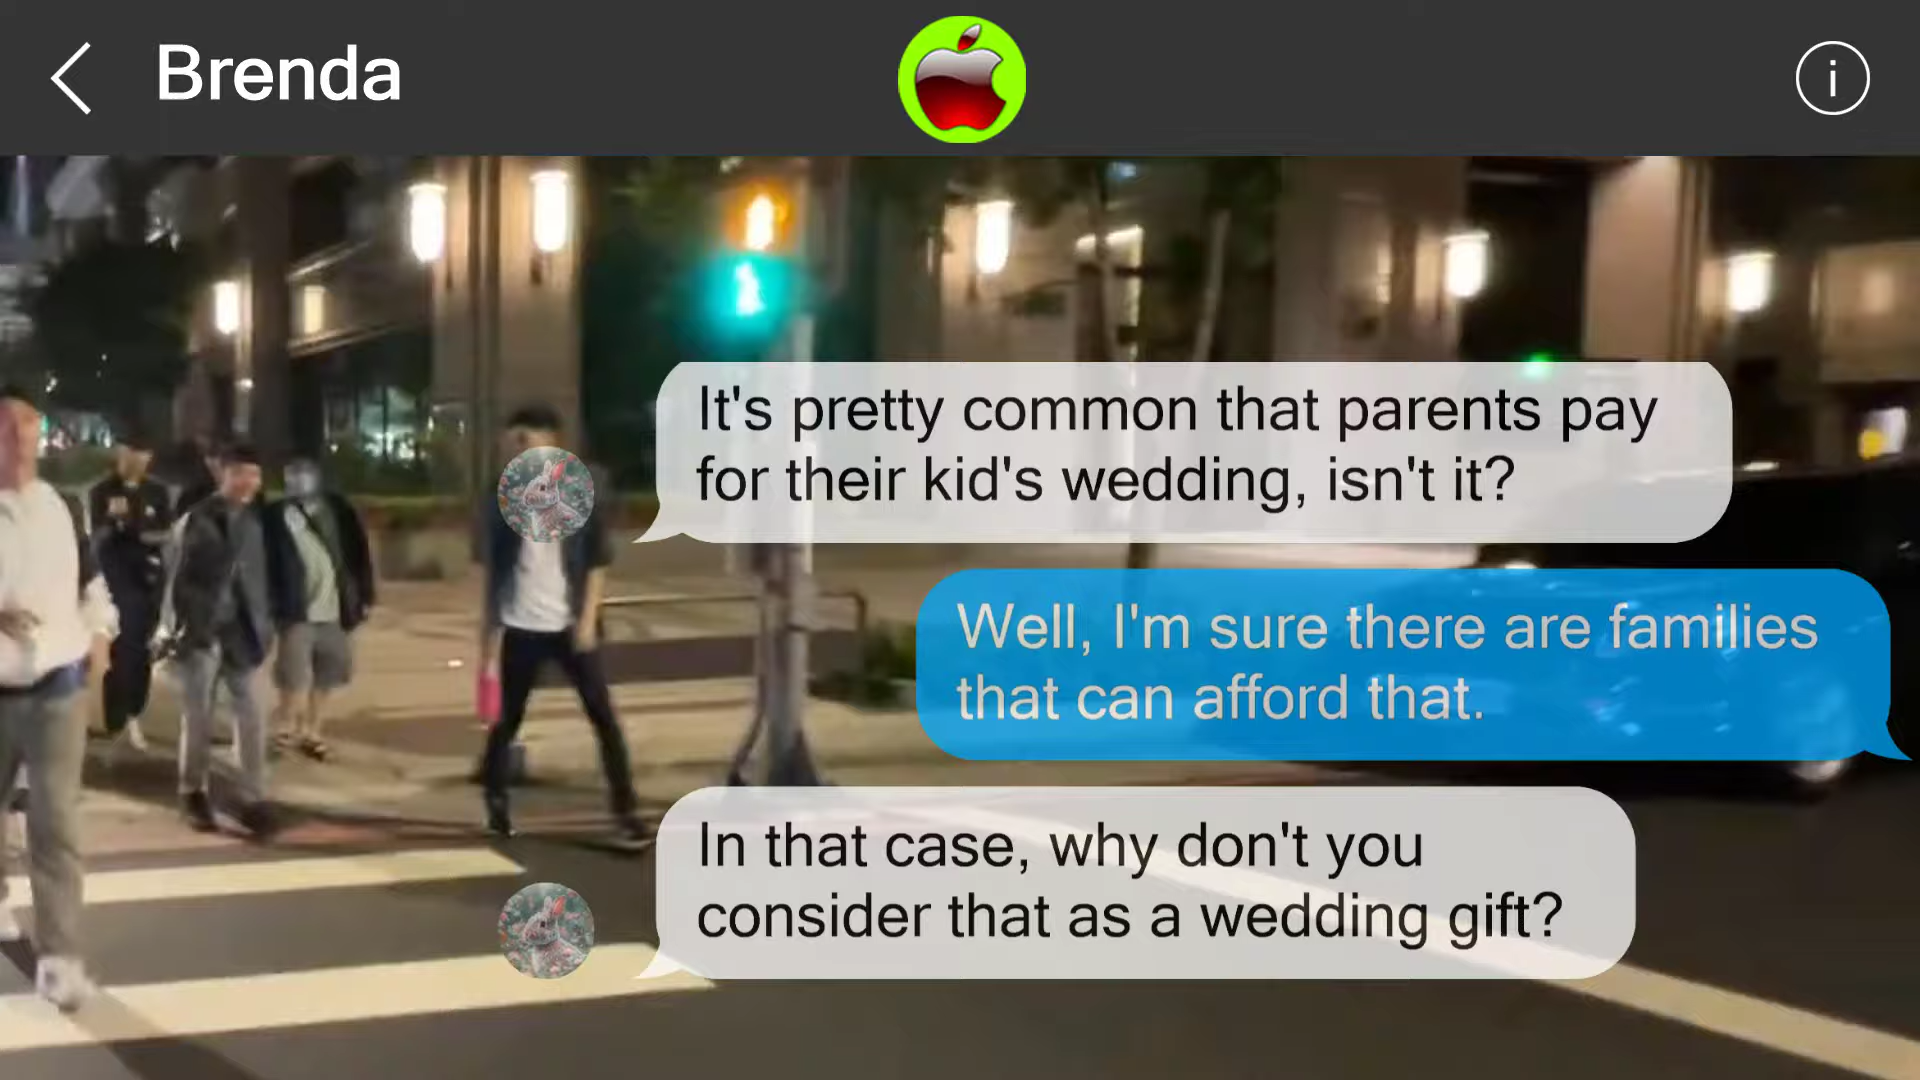 Brenda
i
It's pretty common that parents pay
for their kid's wedding, isn't it?
Well, I'm sure there are families
that can afford that.
In that case, why don't you
consider that as a wedding gift?